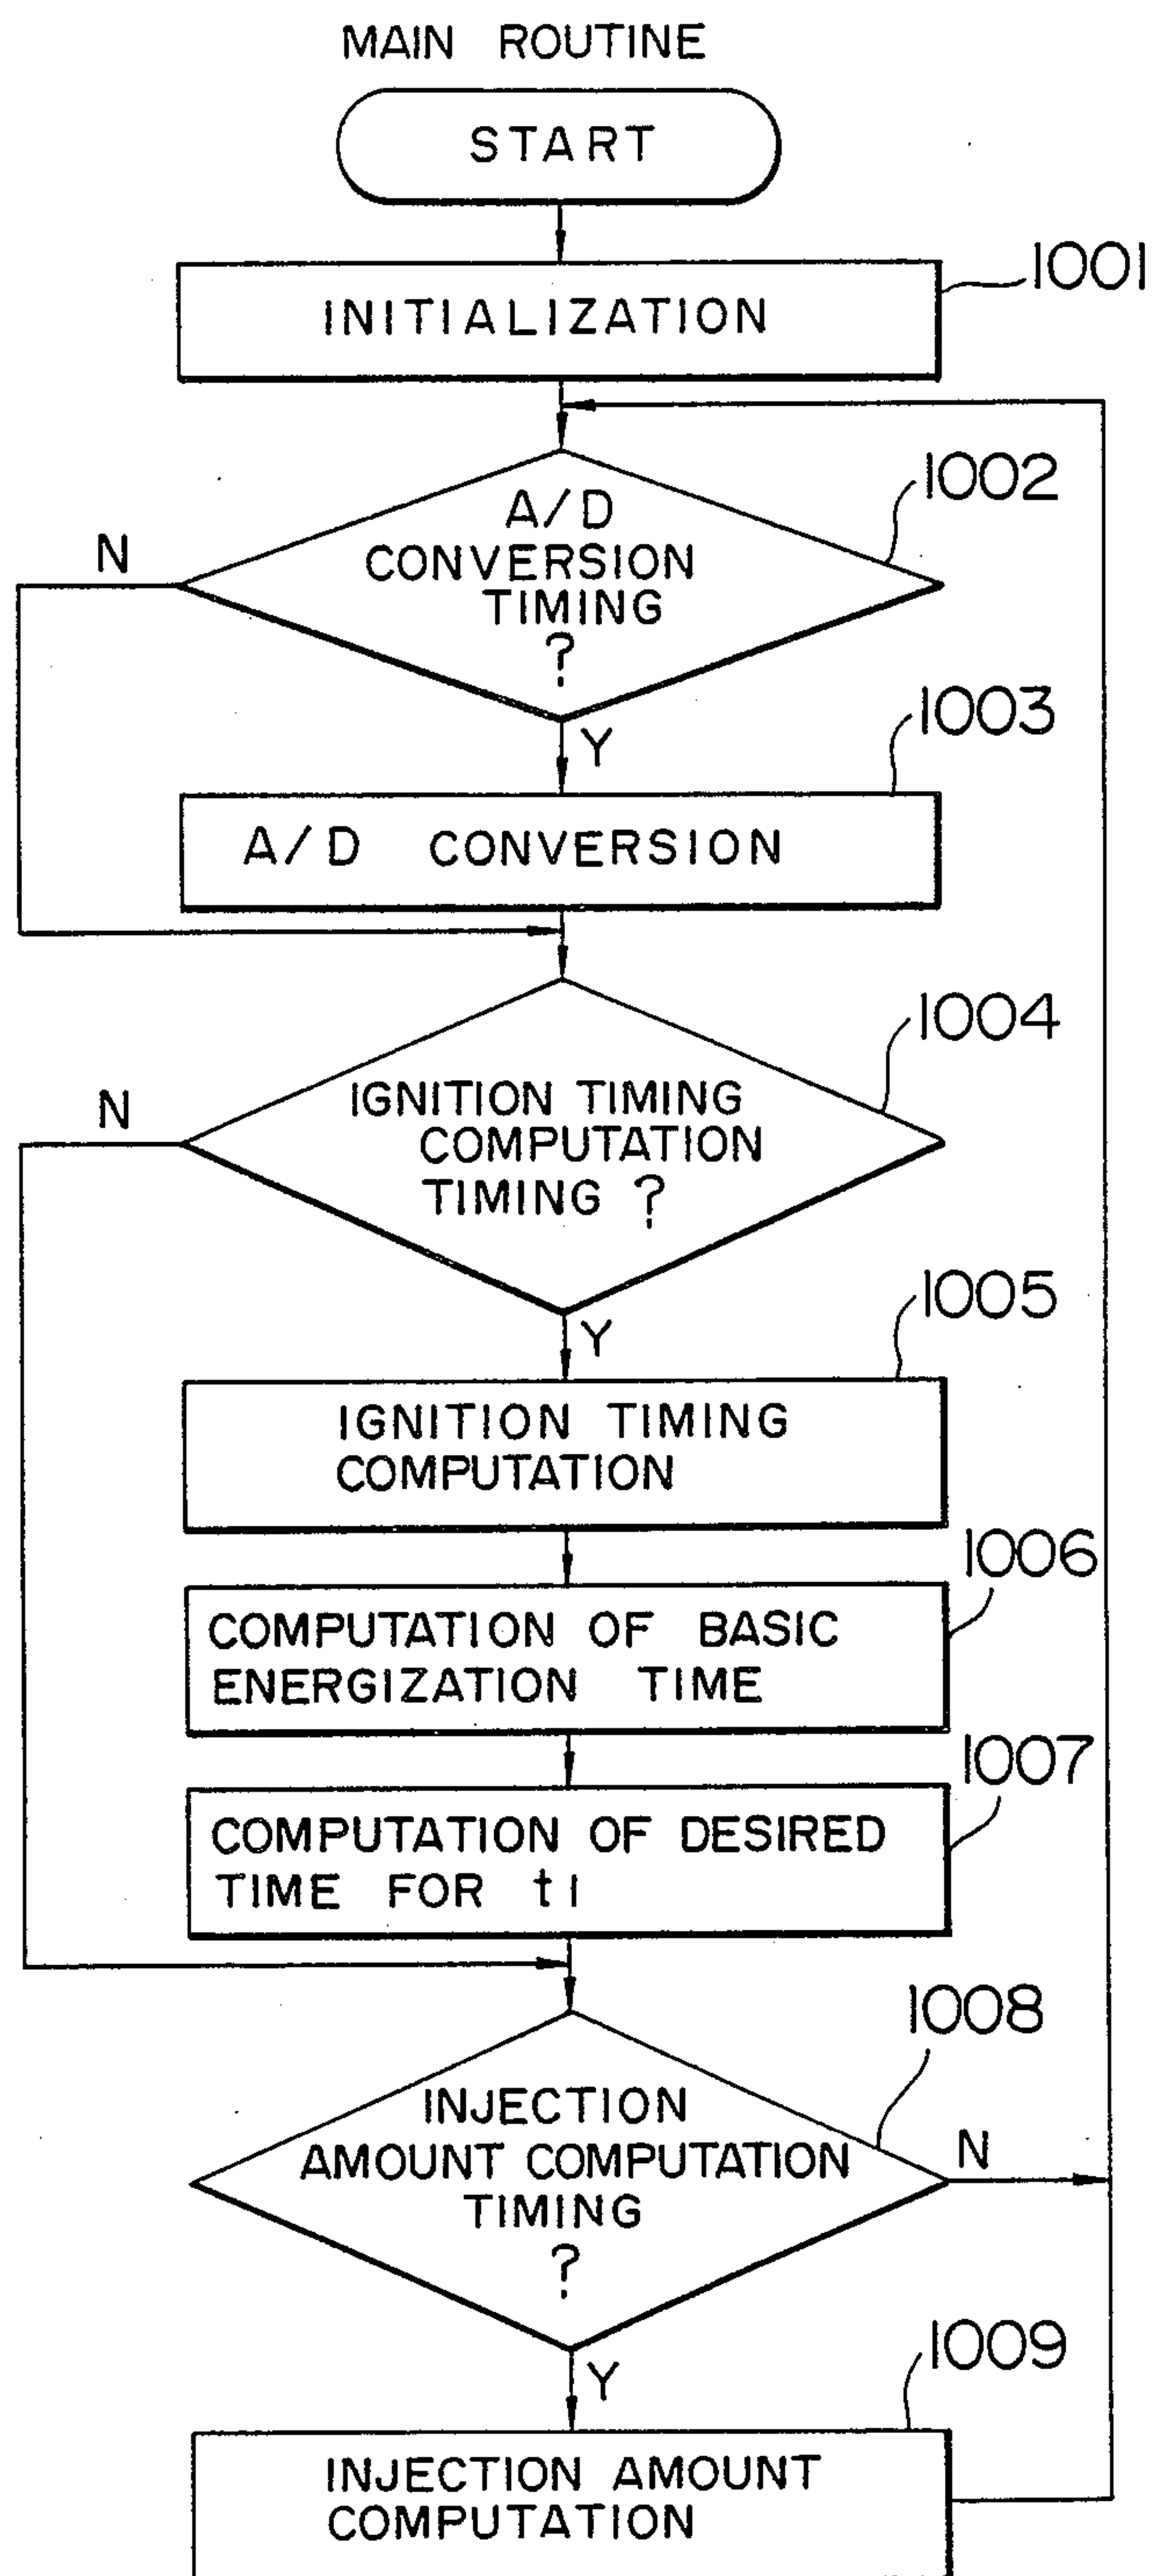 MAIN ROUTINE
START
1001
INITIALIZATION
1002
A/D
CONVERSION
TIMING
?
N
Y
1003
A/D CONVERSION
1004
IGNITION TIMING
COMPUTATION
TIMING ?
N
Y
1005
IGNITION TIMING
COMPUTATION
1006
COMPUTATION OF BASIC
ENERGIZATION TIME
1007
COMPUTATION OF DESIRED
TIME FOR t1
1008
INJECTION
AMOUNT COMPUTATION
TIMING
?
N
Y
1009
INJECTION AMOUNT
COMPUTATION